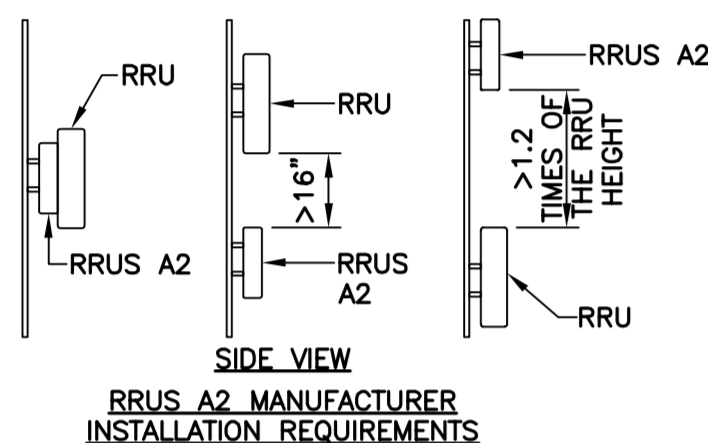 RRU
RRUS A2
RRU
>16"
RRUS
A2
RRUS A2
>1.2
TIMES OF
THE RRU
HEIGHT
RRU
SIDE VIEW
RRUS A2 MANUFACTURER
INSTALLATION REQUIREMENTS